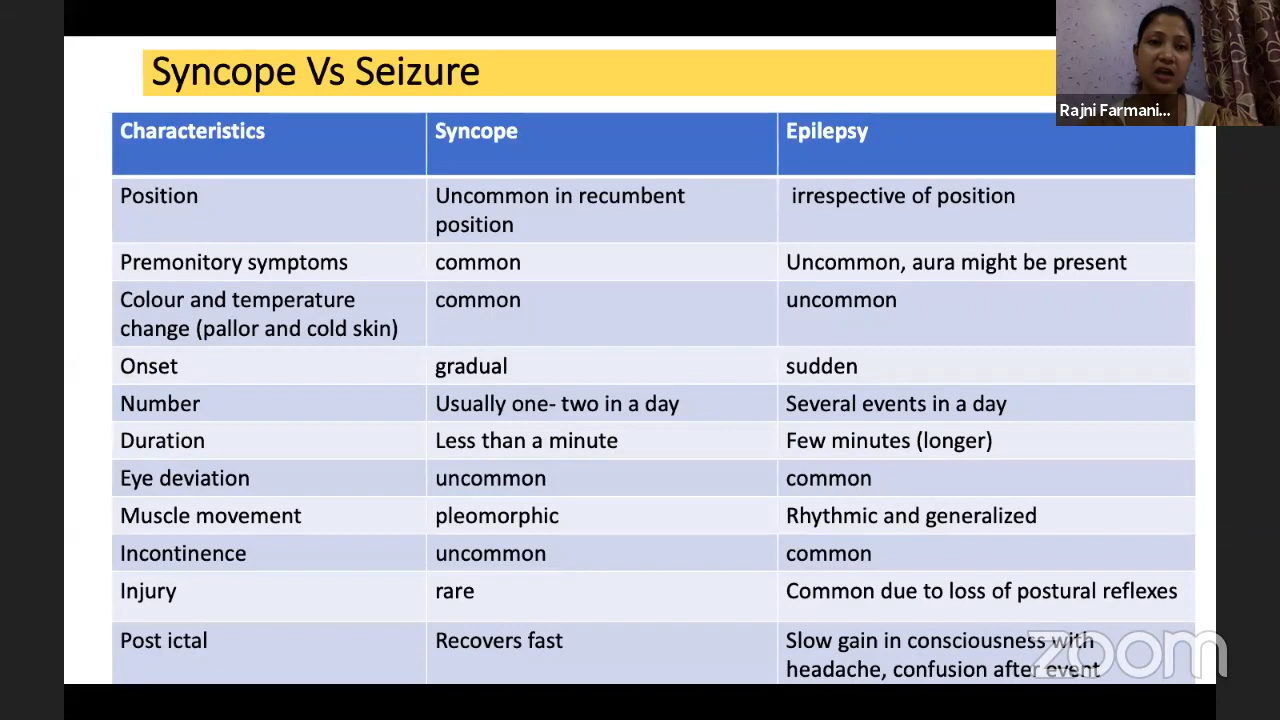 Syncope Vs Seizure
Rajni Farmani...
Characteristics Syncope Epilepsy
Position Uncommon in recumbent position irrespective of position
Premonitory symptoms common Uncommon, aura might be present
Colour and temperature change (pallor and cold skin) common uncommon
Onset gradual sudden
Number Usually one- two in a day Several events in a day
Duration Less than a minute Few minutes (longer)
Eye deviation uncommon common
Muscle movement pleomorphic Rhythmic and generalized
Incontinence uncommon common
Injury rare Common due to loss of postural reflexes
Post ictal Recovers fast Slow gain in consciousness with headache, confusion after event
zoom